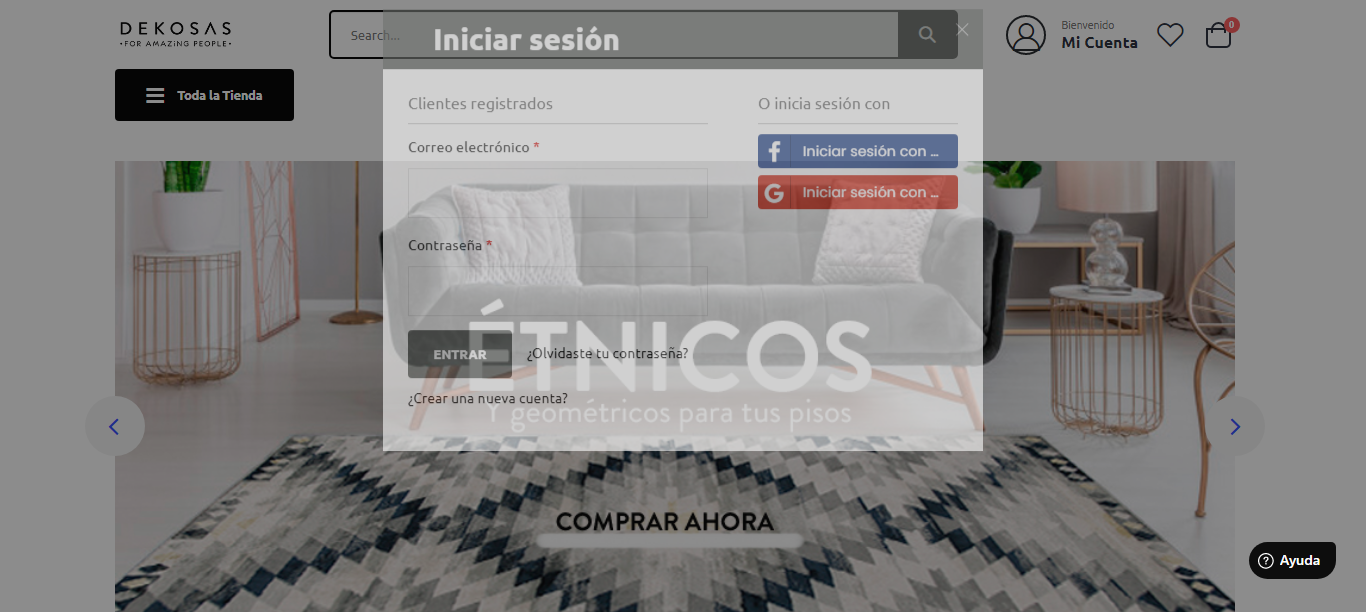 DEKOSAS
•FOR AMAZING PEOPLE•
Search...
Iniciar sesión
Bienvenido
Mi Cuenta
0
Toda la Tienda
Clientes registrados
O inicia sesión con
Correo electrónico *
Iniciar sesión con ...
Iniciar sesión con ...
Contraseña *
ENTRAR
¿Olvidaste tu contraseña?
¿Crear una nueva cuenta?
ÉTNICOS
Y geométricos para tus pisos
COMPRAR AHORA
Ayuda